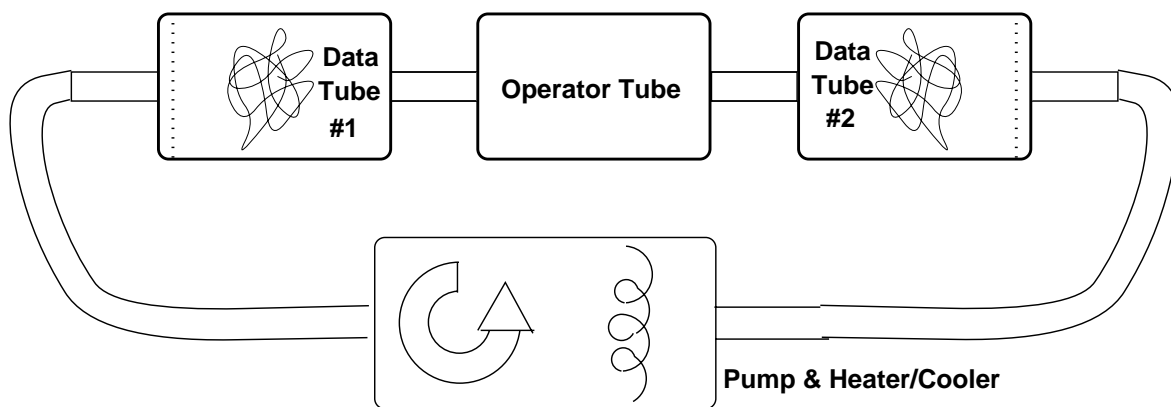 Data
Tube
#1
Operator Tube
Data
Tube
#2
Pump & Heater/Cooler